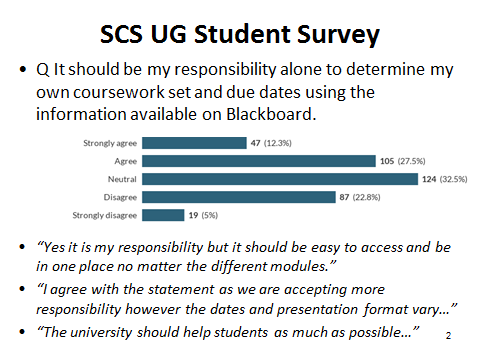 SCS UG Student Survey
• Q It should be my responsibility alone to determine my
own coursework set and due dates using the
information available on Blackboard.
Strongly agree 47 (12.3%)
Agree 105 (27.5%)
Neutral 124 (32.5%)
Disagree 87 (22.8%)
Strongly disagree 19 (5%)
• “Yes it is my responsibility but it should be easy to access and be
in one place no matter the different modules.”
• “I agree with the statement as we are accepting more
responsibility however the dates and presentation format vary…”
• “The university should help students as much as possible…”
2